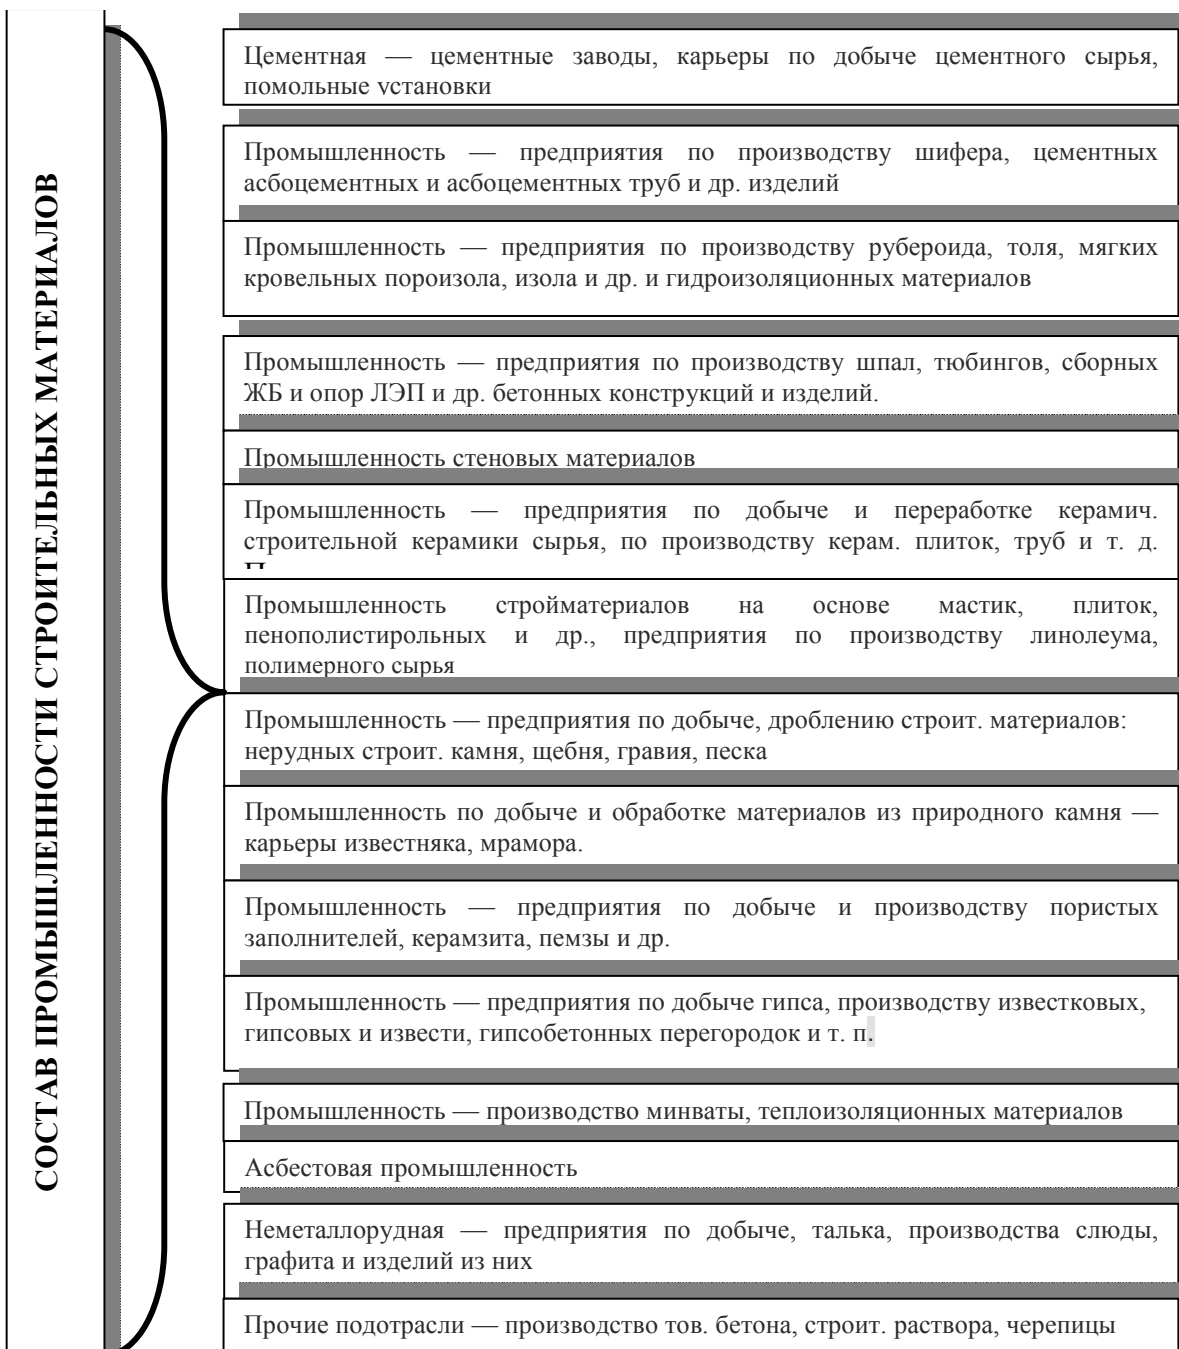 СОСТАВ ПРОМЫШЛЕННОСТИ СТРОИТЕЛЬНЫХ МАТЕРИАЛОВ
Цементная — цементные заводы, карьеры по добыче цементного сырья,
помольные установки
Промышленность — предприятия по производству шифера, цементных
асбоцементных и асбоцементных труб и др. изделий
Промышленность — предприятия по производству рубероида, толя, мягких
кровельных пороизола, изола и др. и гидроизоляционных материалов
Промышленность — предприятия по производству шпал, тюбингов, сборных
ЖБ и опор ЛЭП и др. бетонных конструкций и изделий.
Промышленность стеновых материалов
Промышленность — предприятия по добыче и переработке керамич.
строительной керамики сырья, по производству керам. плиток, труб и т. д.
Промышленность стройматериалов на основе мастик, плиток,
пенополистирольных и др., предприятия по производству линолеума,
полимерного сырья
Промышленность — предприятия по добыче, дроблению строит. материалов:
нерудных строит. камня, щебня, гравия, песка
Промышленность по добыче и обработке материалов из природного камня —
карьеры известняка, мрамора.
Промышленность — предприятия по добыче и производству пористых
заполнителей, керамзита, пемзы и др.
Промышленность — предприятия по добыче гипса, производству известковых,
гипсовых и извести, гипсобетонных перегородок и т. п.
Промышленность — производство минваты, теплоизоляционных материалов
Асбестовая промышленность
Неметаллорудная — предприятия по добыче, талька, производства слюды,
графита и изделий из них
Прочие подотрасли — производство тов. бетона, строит. раствора, черепицы